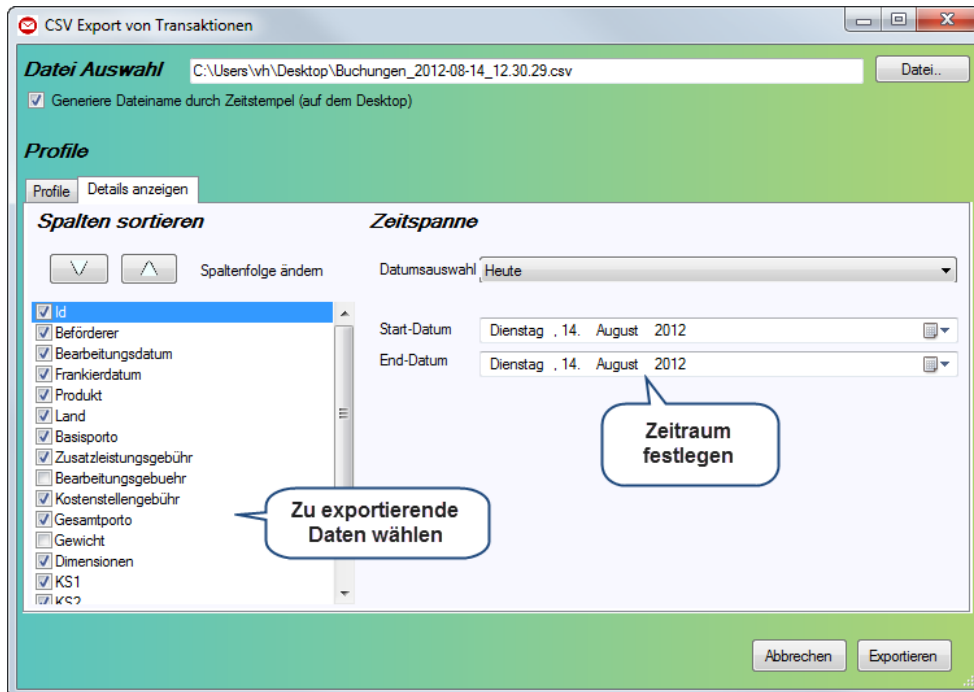 CSV Export von Transaktionen
Datei Auswahl
C:\Users\vh\Desktop\Buchungen_2012-08-14_12.30.29.csv
Datei..
Generiere Dateiname durch Zeitstempel (auf dem Desktop)
Profile
Profile
Details anzeigen
Spalten sortieren
Spaltenfolge ändern
Id
Beförderer
Bearbeitungsdatum
Frankierdatum
Produkt
Land
Basisporto
Zusatzleistungsgebühr
Bearbeitungsgebuehr
Kostenstellengebühr
Gesamtporto
Gewicht
Dimensionen
KS1
KS2
Zu exportierende
Daten wählen
Zeitspanne
Datumsauswahl Heute
Start-Datum Dienstag , 14. August 2012
End-Datum Dienstag , 14. August 2012
Zeitraum
festlegen
Abbrechen
Exportieren